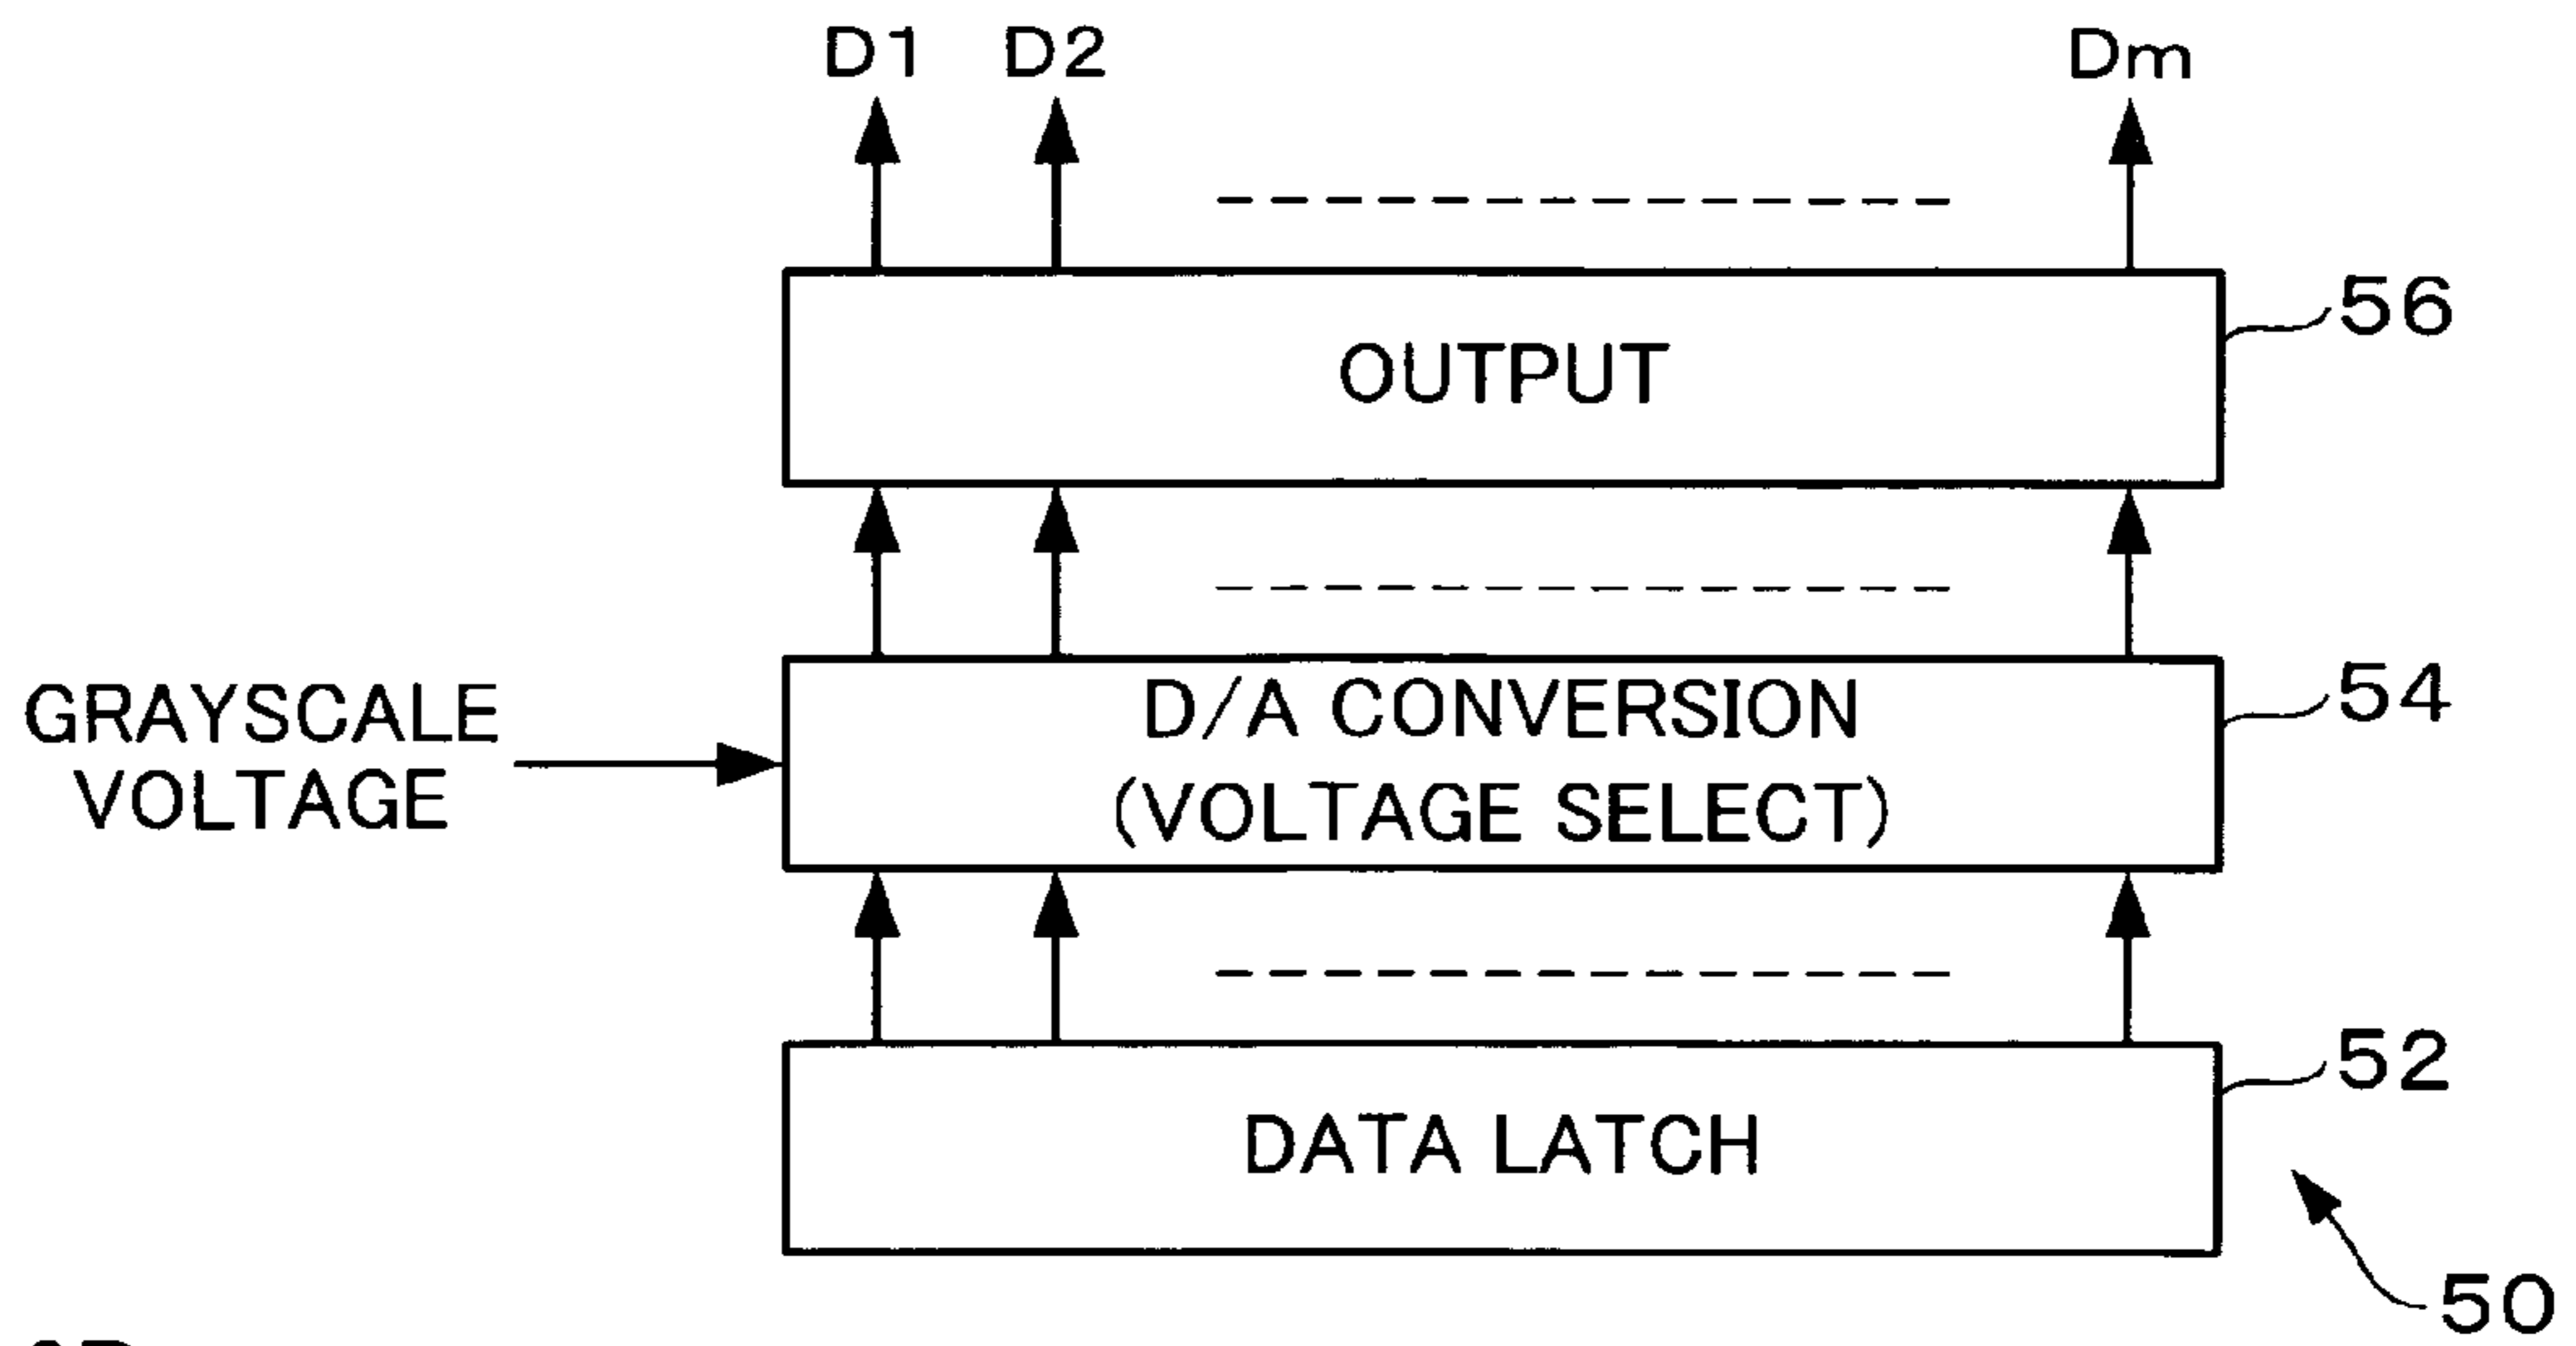 D1 D2 Dm
56
OUTPUT
54
GRAYSCALE
VOLTAGE
D/A CONVERSION
(VOLTAGE SELECT)
52
DATA LATCH
50